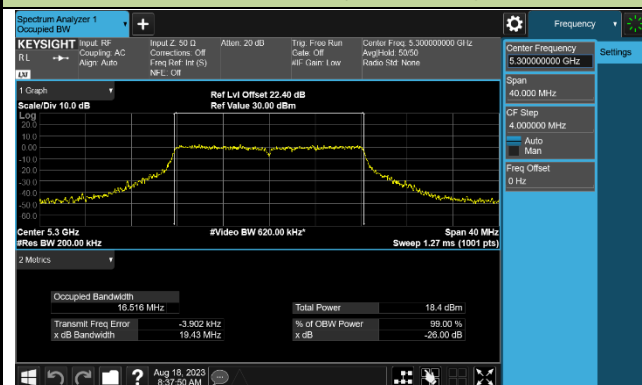 Spectrum Analyzer 1
Occupied BW
Frequency
KEYSIGHT
RL
LXI
Input: RF
Coupling: AC
Align: Auto
Input Z: 50 Ω
Corrections: Off
Freq Ref: Int (S)
NFE: Off
Atten: 20 dB
Trig: Free Run
Gate: Off
#IF Gain: Low
Center Freq: 5.300000000 GHz
Avg|Hold: 50/50
Radio Std: None
Center Frequency
5.300000000 GHz
Settings
Span
40.000 MHz
CF Step
4.000000 MHz
Auto
Man
Freq Offset
0 Hz
1 Graph
Scale/Div 10.0 dB
Ref Lvl Offset 22.40 dB
Ref Value 30.00 dBm
Log
20.0
10.0
0.00
-10.0
-20.0
-30.0
-40.0
-50.0
-60.0
Center 5.3 GHz
#Res BW 200.00 kHz
#Video BW 620.00 kHz*
Span 40 MHz
Sweep 1.27 ms (1001 pts)
2 Metrics
Occupied Bandwidth
16.516 MHz
Total Power 18.4 dBm
Transmit Freq Error -3.902 kHz
% of OBW Power 99.00 %
x dB Bandwidth 19.43 MHz
x dB -26.00 dB
?
Aug 18, 2023
8:37:50 AM